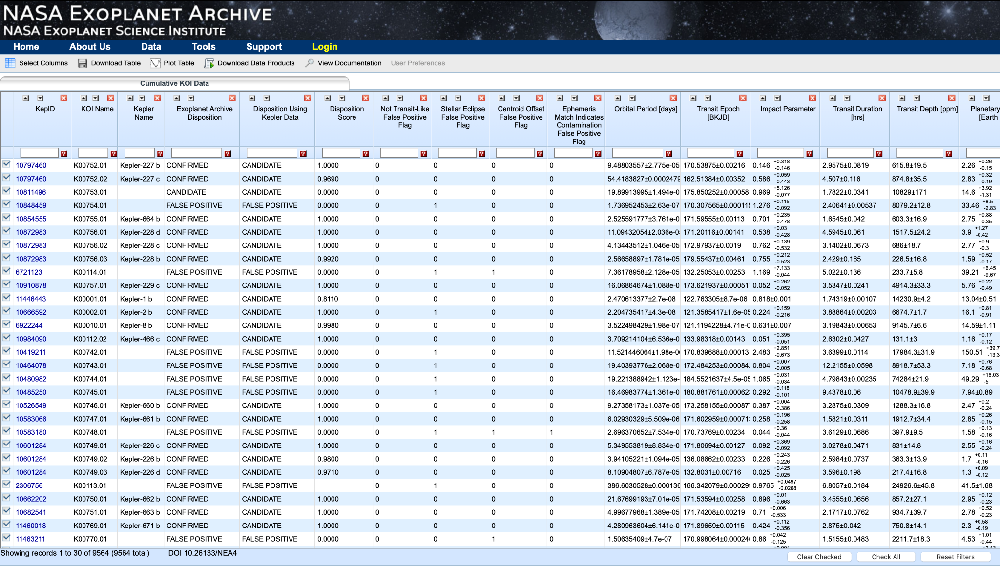 NASA EXOPLANET ARCHIVE
NASA EXOPLANET SCIENCE INSTITUTE
Home About Us Data Tools Support Login
Select Columns Download Table Plot Table Download Data Products View Documentation User Preferences
Cumulative KOI Data
KepID KOI Name Kepler Name Exoplanet Archive Disposition Disposition Using Kepler Data Disposition Score Not Transit-Like False Positive Flag Stellar Eclipse False Positive Flag Centroid Offset False Positive Flag Ephemeris Match Indicates Contamination False Positive Flag Orbital Period [days] Transit Epoch [BKJD] Impact Parameter Transit Duration [hrs] Transit Depth [ppm] Planetary [Earth
10797460 K00752.01 Kepler-227 b CONFIRMED CANDIDATE 1.0000 0 0 0 0 9.48803557±2.775e-05 170.53875±0.00216 0.146 +0.318 -0.146 2.9575±0.0819 615.8±19.5 2.26 +0.26 -0.15
10797460 K00752.02 Kepler-227 c CONFIRMED CANDIDATE 0.9690 0 0 0 0 54.4183827±0.0002479 162.51384±0.00352 0.586 +0.059 -0.443 4.507±0.116 874.8±35.5 2.83 +0.32 -0.19
10811496 K00753.01 CANDIDATE CANDIDATE 0.0000 0 0 0 0 19.89913995±1.494e-0 175.850252±0.00058 0.969 +5.126 -0.077 1.7822±0.0341 10829±171 14.6 +3.92 -1.31
10848459 K00754.01 FALSE POSITIVE FALSE POSITIVE 0.0000 0 1 0 0 1.736952453±2.63e-07 170.307565±0.000115 1.276 +0.115 -0.092 2.40641±0.00537 8079.2±12.8 33.46 +8.5 -2.83
10854555 K00755.01 Kepler-664 b CONFIRMED CANDIDATE 1.0000 0 0 0 0 2.525591777±3.761e-0 171.59555±0.00113 0.701 +0.235 -0.478 1.6545±0.042 603.3±16.9 2.75 +0.88 -0.35
10872983 K00756.01 Kepler-228 d CONFIRMED CANDIDATE 1.0000 0 0 0 0 11.09432054±2.036e-0 171.20116±0.00141 0.538 +0.03 -0.428 4.5945±0.061 1517.5±24.2 3.9 +1.27 -0.42
10872983 K00756.02 Kepler-228 c CONFIRMED CANDIDATE 1.0000 0 0 0 0 4.13443512±1.046e-05 172.97937±0.0019 0.762 +0.139 -0.532 3.1402±0.0673 686±18.7 2.77 +0.9 -0.3
10872983 K00756.03 Kepler-228 b CONFIRMED CANDIDATE 0.9920 0 0 0 0 2.56658897±1.781e-05 179.55437±0.00461 0.755 +0.212 -0.523 2.429±0.165 226.5±16.8 1.59 +0.52 -0.17
6721123 K00114.01 FALSE POSITIVE FALSE POSITIVE 0.0000 0 1 1 0 7.36178958±2.128e-05 132.25053±0.00253 1.169 +7.133 -0.044 5.022±0.136 233.7±5.8 39.21 +6.45 -9.67
10910878 K00757.01 Kepler-229 c CONFIRMED CANDIDATE 1.0000 0 0 0 0 16.06864674±1.088e-0 173.621937±0.00051 0.052 +0.262 -0.052 3.5347±0.0241 4914.3±33.3 5.76 +0.22 -0.49
11446443 K00001.01 Kepler-1 b CONFIRMED CANDIDATE 0.8110 0 0 0 0 2.470613377±2.7e-08 122.763305±8.7e-06 0.818±0.001 1.74319±0.00107 14230.9±4.2 13.04±0.51
10666592 K00002.01 Kepler-2 b CONFIRMED CANDIDATE 1.0000 0 1 0 0 2.204735417±4.3e-08 121.3585417±1.6e-05 0.224 +0.159 -0.216 3.88864±0.00203 6674.7±1.7 16.1 +0.81 -0.91
6922244 K00010.01 Kepler-8 b CONFIRMED CANDIDATE 0.9980 0 0 0 0 3.522498429±1.98e-07 121.1194228±4.71e-0 0.631±0.007 3.19843±0.00653 9145.7±6.6 14.59±1.11
10984090 K00112.02 Kepler-466 c CONFIRMED CANDIDATE 1.0000 0 0 0 0 3.709214104±6.536e-0 133.98318±0.00143 0.051 +0.395 -0.051 2.6302±0.0427 131.1±3 1.16 +0.17 -0.12
10419211 K00742.01 FALSE POSITIVE FALSE POSITIVE 0.0000 0 1 0 0 11.521446064±1.98e-0 170.839688±0.00013 2.483 +2.851 -0.673 3.6399±0.0114 17984.3±31.9 150.51 +39.7 -13.3
10464078 K00743.01 FALSE POSITIVE FALSE POSITIVE 0.0000 0 1 0 0 19.40393776±2.068e-0 172.484253±0.00084 0.804 +0.007 -0.005 12.2155±0.0598 8918.7±53.3 7.18 +0.76 -0.68
10480982 K00744.01 FALSE POSITIVE FALSE POSITIVE 0.0000 0 1 0 0 19.221388942±1.123e- 184.5521637±4.5e-05 1.065 +0.031 -0.034 4.79843±0.00235 74284±21.9 49.29 +16.03 -5
10485250 K00745.01 FALSE POSITIVE FALSE POSITIVE 0.0000 0 1 0 0 16.46983774±1.361e-0 180.881761±0.00062 0.292 +0.118 -0.101 9.4378±0.06 10478.9±39.9 7.94±0.89
10526549 K00746.01 Kepler-660 b CONFIRMED CANDIDATE 1.0000 0 0 0 0 9.27358173±1.037e-05 173.258155±0.00087 0.387 +0.004 -0.386 3.2875±0.0309 1288.3±16.8 2.47 +0.2 -0.24
10583066 K00747.01 Kepler-661 b CONFIRMED CANDIDATE 1.0000 0 0 0 0 6.02930329±5.509e-06 171.602959±0.00071 0.258 +0.196 -0.258 1.5821±0.0311 1912.7±34.4 2.85 +0.26 -0.15
10583180 K00748.01 FALSE POSITIVE FALSE POSITIVE 0.0000 0 1 1 1 2.696370652±7.534e-0 170.73769±0.00234 0.044 +0.36 -0.044 3.6129±0.0686 397.9±9.5 1.58 +0.13 -0.16
10601284 K00749.01 Kepler-226 c CONFIRMED CANDIDATE 1.0000 0 0 0 0 5.349553819±8.834e-0 171.80694±0.00127 0.092 +0.369 -0.092 3.0278±0.0471 831±14.8 2.55 +0.16 -0.24
10601284 K00749.02 Kepler-226 b CONFIRMED CANDIDATE 0.9800 0 0 0 0 3.94105221±1.094e-05 136.08662±0.00233 0.226 +0.243 -0.226 2.5984±0.0737 363.3±13.9 1.7 +0.11 -0.16
10601284 K00749.03 Kepler-226 d CONFIRMED CANDIDATE 0.9710 0 0 0 0 8.10904807±6.787e-05 132.8031±0.00716 0.025 +0.425 -0.025 3.596±0.198 217.4±16.8 1.3 +0.09 -0.12
2306756 K00113.01 FALSE POSITIVE FALSE POSITIVE 0 1 0 0 386.6030528±0.000136 166.342079±0.00029 0.9765 +0.0497 -0.0268 6.8057±0.0184 24926.6±45.8 41.5±1.68
10662202 K00750.01 Kepler-662 b CONFIRMED CANDIDATE 1.0000 0 0 0 0 21.67699193±7.01e-05 171.53594±0.00258 0.896 +0.01 -0.663 3.4555±0.0656 857.2±27.1 2.95 +0.12 -0.23
10682541 K00751.01 Kepler-663 b CONFIRMED CANDIDATE 1.0000 0 0 0 0 4.99677968±1.389e-05 171.74208±0.00219 0.71 +0.006 -0.533 2.1717±0.0762 934.7±39.7 2.78 +0.52 -0.23
11460018 K00769.01 Kepler-671 b CONFIRMED CANDIDATE 1.0000 0 0 0 0 4.280963604±6.141e-0 171.89659±0.00115 0.424 +0.112 -0.356 2.875±0.042 750.8±14.1 2.3 +0.58 -0.19
11463211 K00770.01 FALSE POSITIVE FALSE POSITIVE 0.0000 0 0 1 0 1.50635409±4.7e-07 170.998064±0.00024 0.86 +0.042 -0.125 1.5155±0.0483 2211.7±18.3 4.53 +1.01 -0.44
Showing records 1 to 30 of 9564 (9564 total) DOI 10.26133/NEA4
Clear Checked Check All Reset Filters